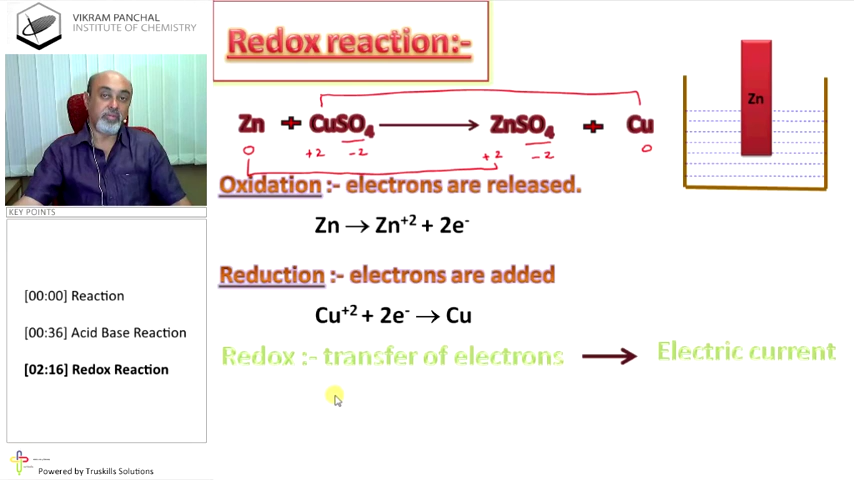 VIKRAM PANCHAL
INSTITUTE OF CHEMISTRY
Redox reaction:-
Zn + CuSO4 → ZnSO4 + Cu
0 +2 -2 +2 -2 0
Zn
Oxidation :- electrons are released.
Zn → Zn+2 + 2e-
Reduction :- electrons are added
Cu+2 + 2e- → Cu
Redox :- transfer of electrons → Electric current
KEY POINTS
[00:00] Reaction
[00:36] Acid Base Reaction
[02:16] Redox Reaction
Powered by Truskills Solutions